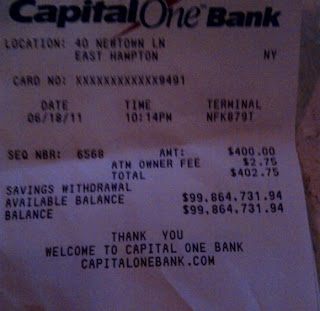 CapitalOne Bank
LOCATION: 40 NEWTOWN LN
EAST HAMPTON NY
CARD NO: XXXXXXXXXXXX9491
DATE TIME TERMINAL
06/18/11 10:14PM NFK879T
SEQ NBR: 6568 AMT: $400.00
ATM OWNER FEE $2.75
TOTAL $402.75
SAVINGS WITHDRAWAL
AVAILABLE BALANCE $99,864,731.94
BALANCE $99,864,731.94
THANK YOU
WELCOME TO CAPITAL ONE BANK
CAPITALONEBANK.COM